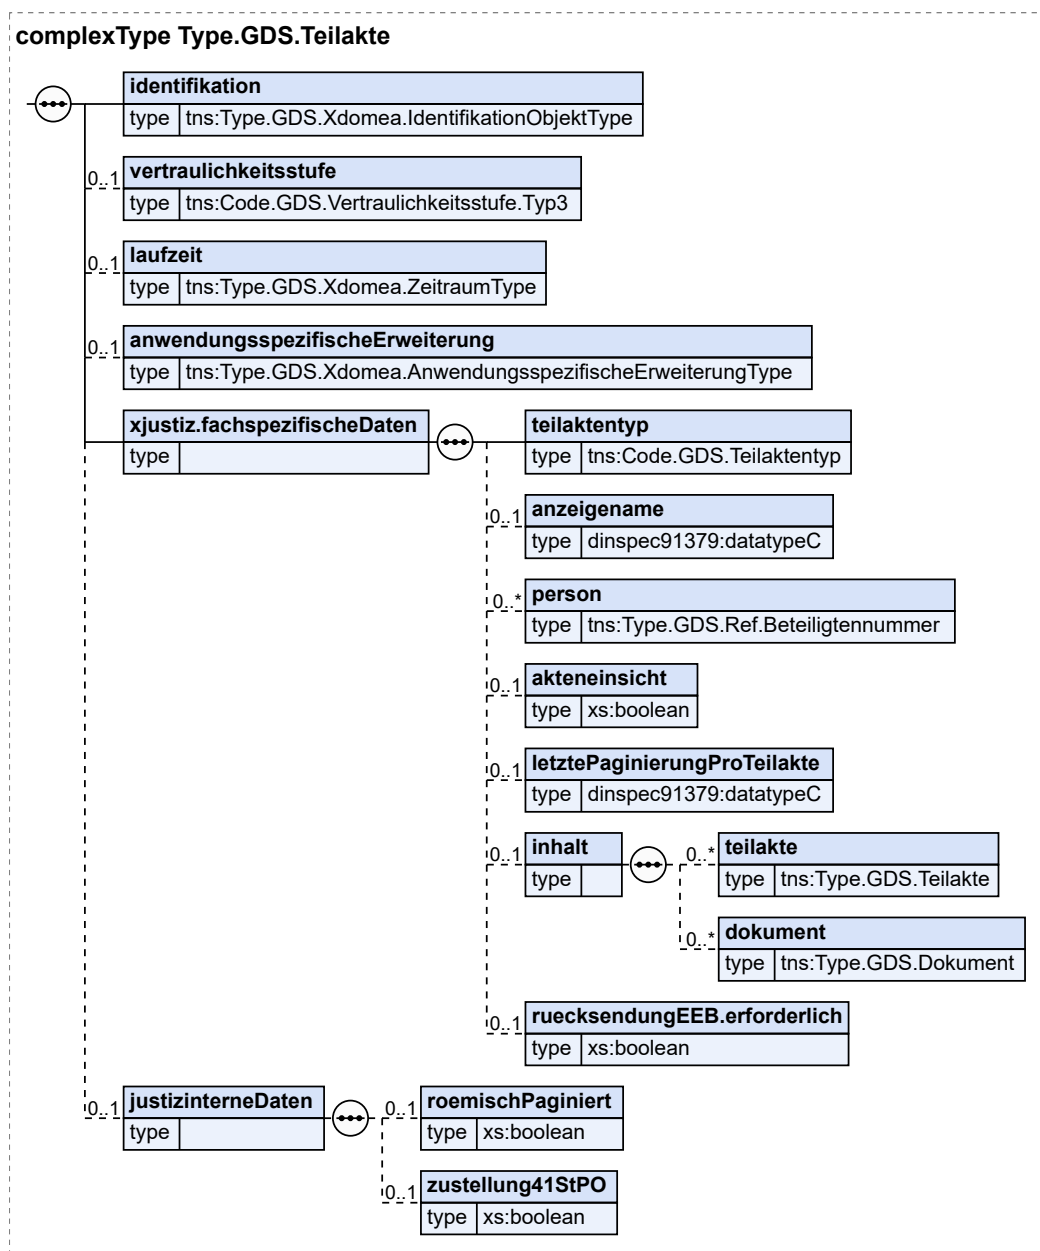 complexType Type.GDS.Teilakte
identifikation
type tns:Type.GDS.Xdomea.IdentifikationObjektType
0..1
vertraulichkeitsstufe
type tns:Code.GDS.Vertraulichkeitsstufe.Typ3
0..1
laufzeit
type tns:Type.GDS.Xdomea.ZeitraumType
0..1
anwendungsspezifischeErweiterung
type tns:Type.GDS.Xdomea.AnwendungsspezifischeErweiterungType
xjustiz.fachspezifischeDaten
type
teilaktentyp
type tns:Code.GDS.Teilaktentyp
0..1
anzeigename
type dinspec91379:datatypeC
0..*
person
type tns:Type.GDS.Ref.Beteiligtennummer
0..1
akteneinsicht
type xs:boolean
0..1
letztePaginierungProTeilakte
type dinspec91379:datatypeC
0..1
inhalt
type
0..*
teilakte
type tns:Type.GDS.Teilakte
0..*
dokument
type tns:Type.GDS.Dokument
0..1
ruecksendungEEB.erforderlich
type xs:boolean
0..1
justizinterneDaten
type
0..1
roemischPaginiert
type xs:boolean
0..1
zustellung41StPO
type xs:boolean